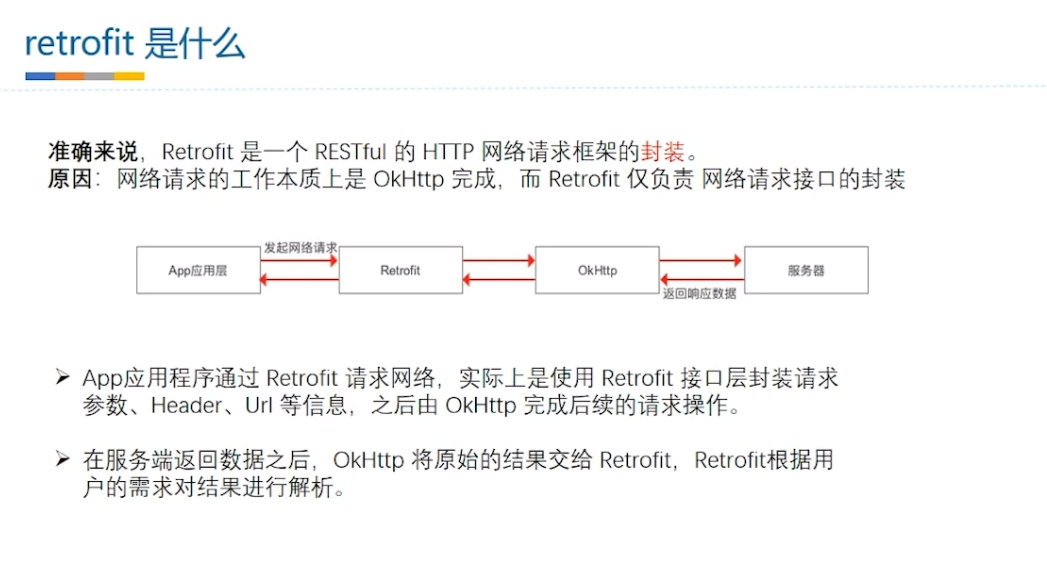 retrofit 是什么
准确来说，Retrofit 是一个 RESTful 的 HTTP 网络请求框架的封装。
原因：网络请求的工作本质上是 OkHttp 完成，而 Retrofit 仅负责 网络请求接口的封装
发起网络请求
App应用层
Retrofit
OkHttp
服务器
返回响应数据
➢ App应用程序通过 Retrofit 请求网络，实际上是使用 Retrofit 接口层封装请求
参数、Header、Url 等信息，之后由 OkHttp 完成后续的请求操作。
➢ 在服务端返回数据之后，OkHttp 将原始的结果交给 Retrofit，Retrofit根据用
户的需求对结果进行解析。